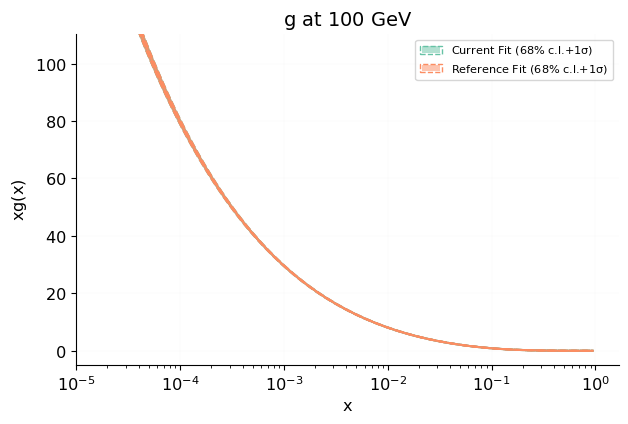 g at 100 GeV
Current Fit (68% c.l.+1σ)
Reference Fit (68% c.l.+1σ)
xg(x)
100
80
60
40
20
0
10⁻⁵ 10⁻⁴ 10⁻³ 10⁻² 10⁻¹ 10⁰
x